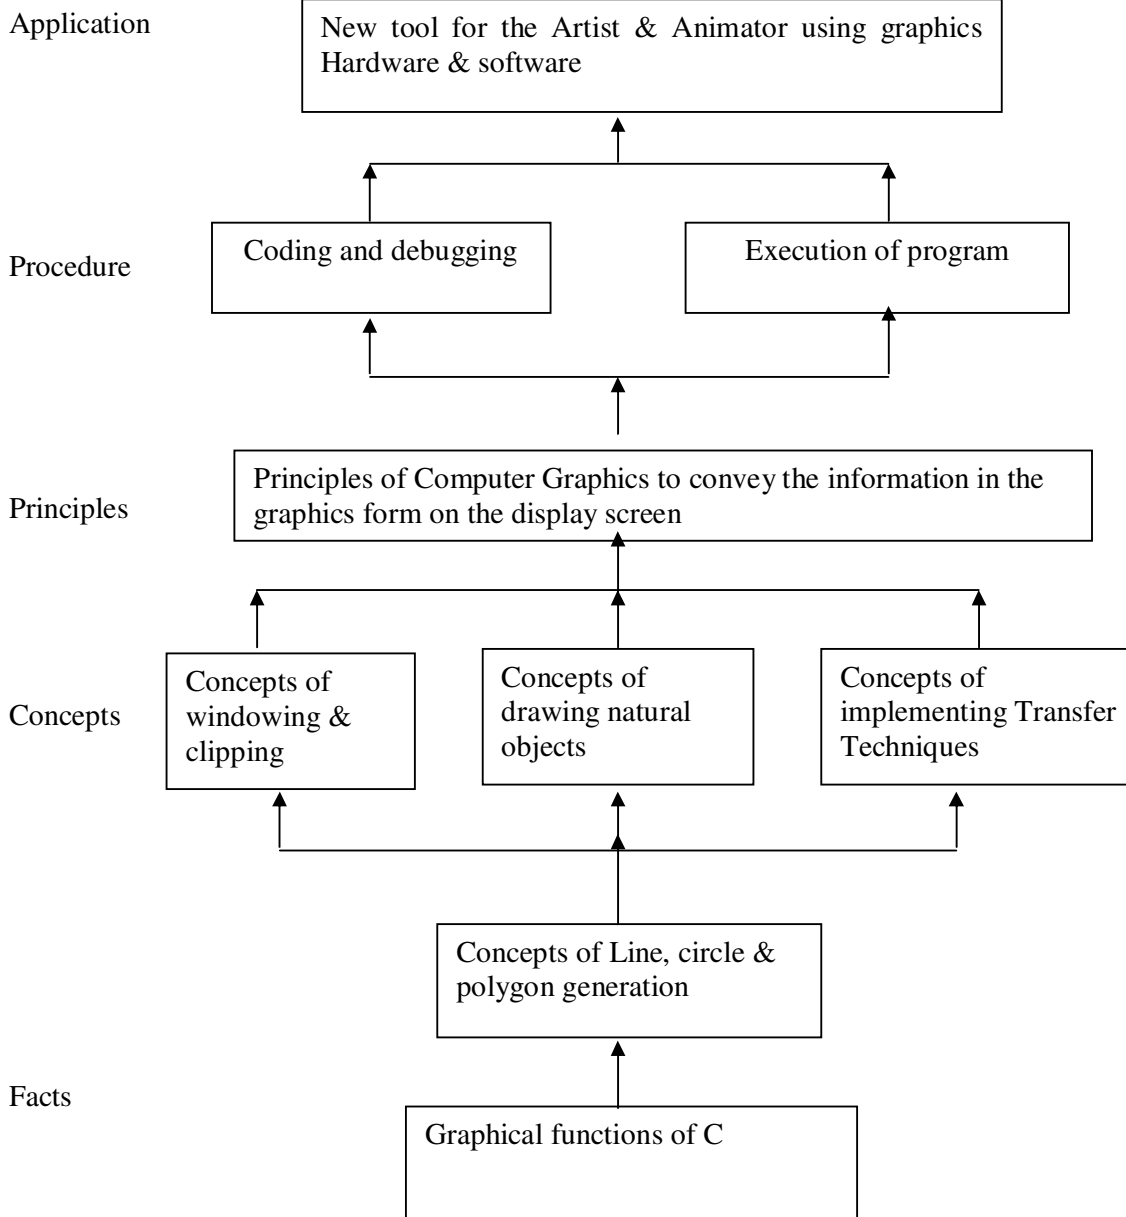 Application
New tool for the Artist & Animator using graphics
Hardware & software
Procedure
Coding and debugging
Execution of program
Principles
Principles of Computer Graphics to convey the information in the
graphics form on the display screen
Concepts
Concepts of
windowing &
clipping
Concepts of
drawing natural
objects
Concepts of
implementing Transfer
Techniques
Concepts of Line, circle &
polygon generation
Facts
Graphical functions of C